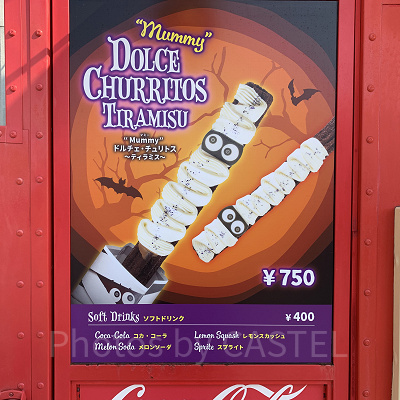 "Mummy"
DOLCE
CHURRITOS
TIRAMISU
マミー
"Mummy"
ドルチェ・チュリトス
～ティラミス～
¥750
Soft Drinks ソフトドリンク ¥400
Coca-Cola コカ・コーラ Lemon Squash レモンスカッシュ
Melon Soda メロンソーダ Sprite スプライト
Photo by CASTEL